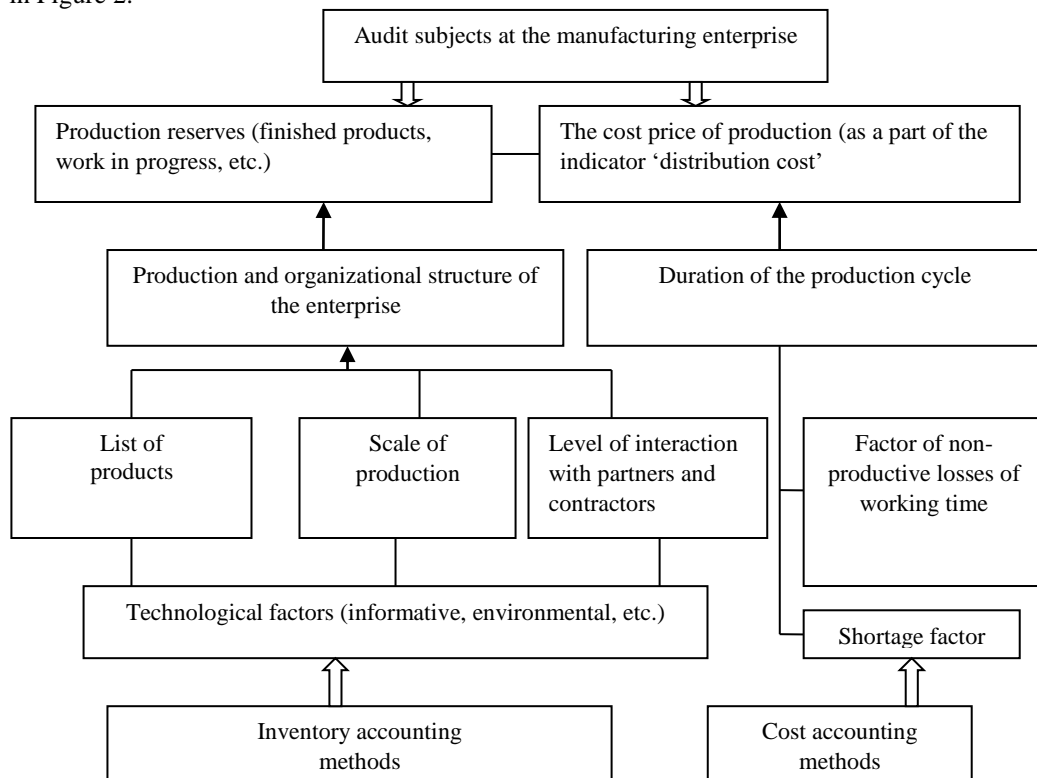 in Figure 2.
Audit subjects at the manufacturing enterprise
Production reserves (finished products,
work in progress, etc.)
The cost price of production (as a part of the
indicator ‘distribution cost’
Production and organizational structure of
the enterprise
Duration of the production cycle
List of
products
Scale of
production
Level of interaction
with partners and
contractors
Factor of non-
productive losses of
working time
Technological factors (informative, environmental, etc.)
Shortage factor
Inventory accounting
methods
Cost accounting
methods